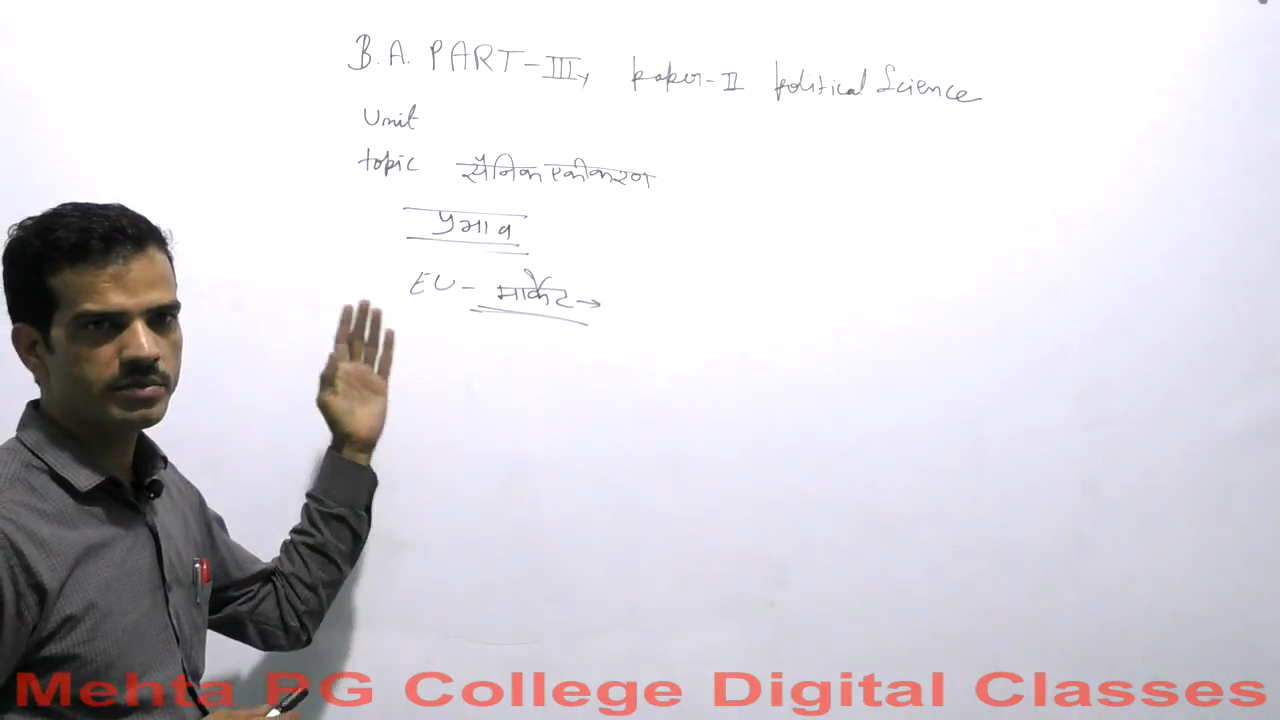 B.A. PART-III, paper-II political Science
Unit
topic सैनिक एकीकरण
प्रभाव
EU- मार्केट →
Mehta PG College Digital Classes